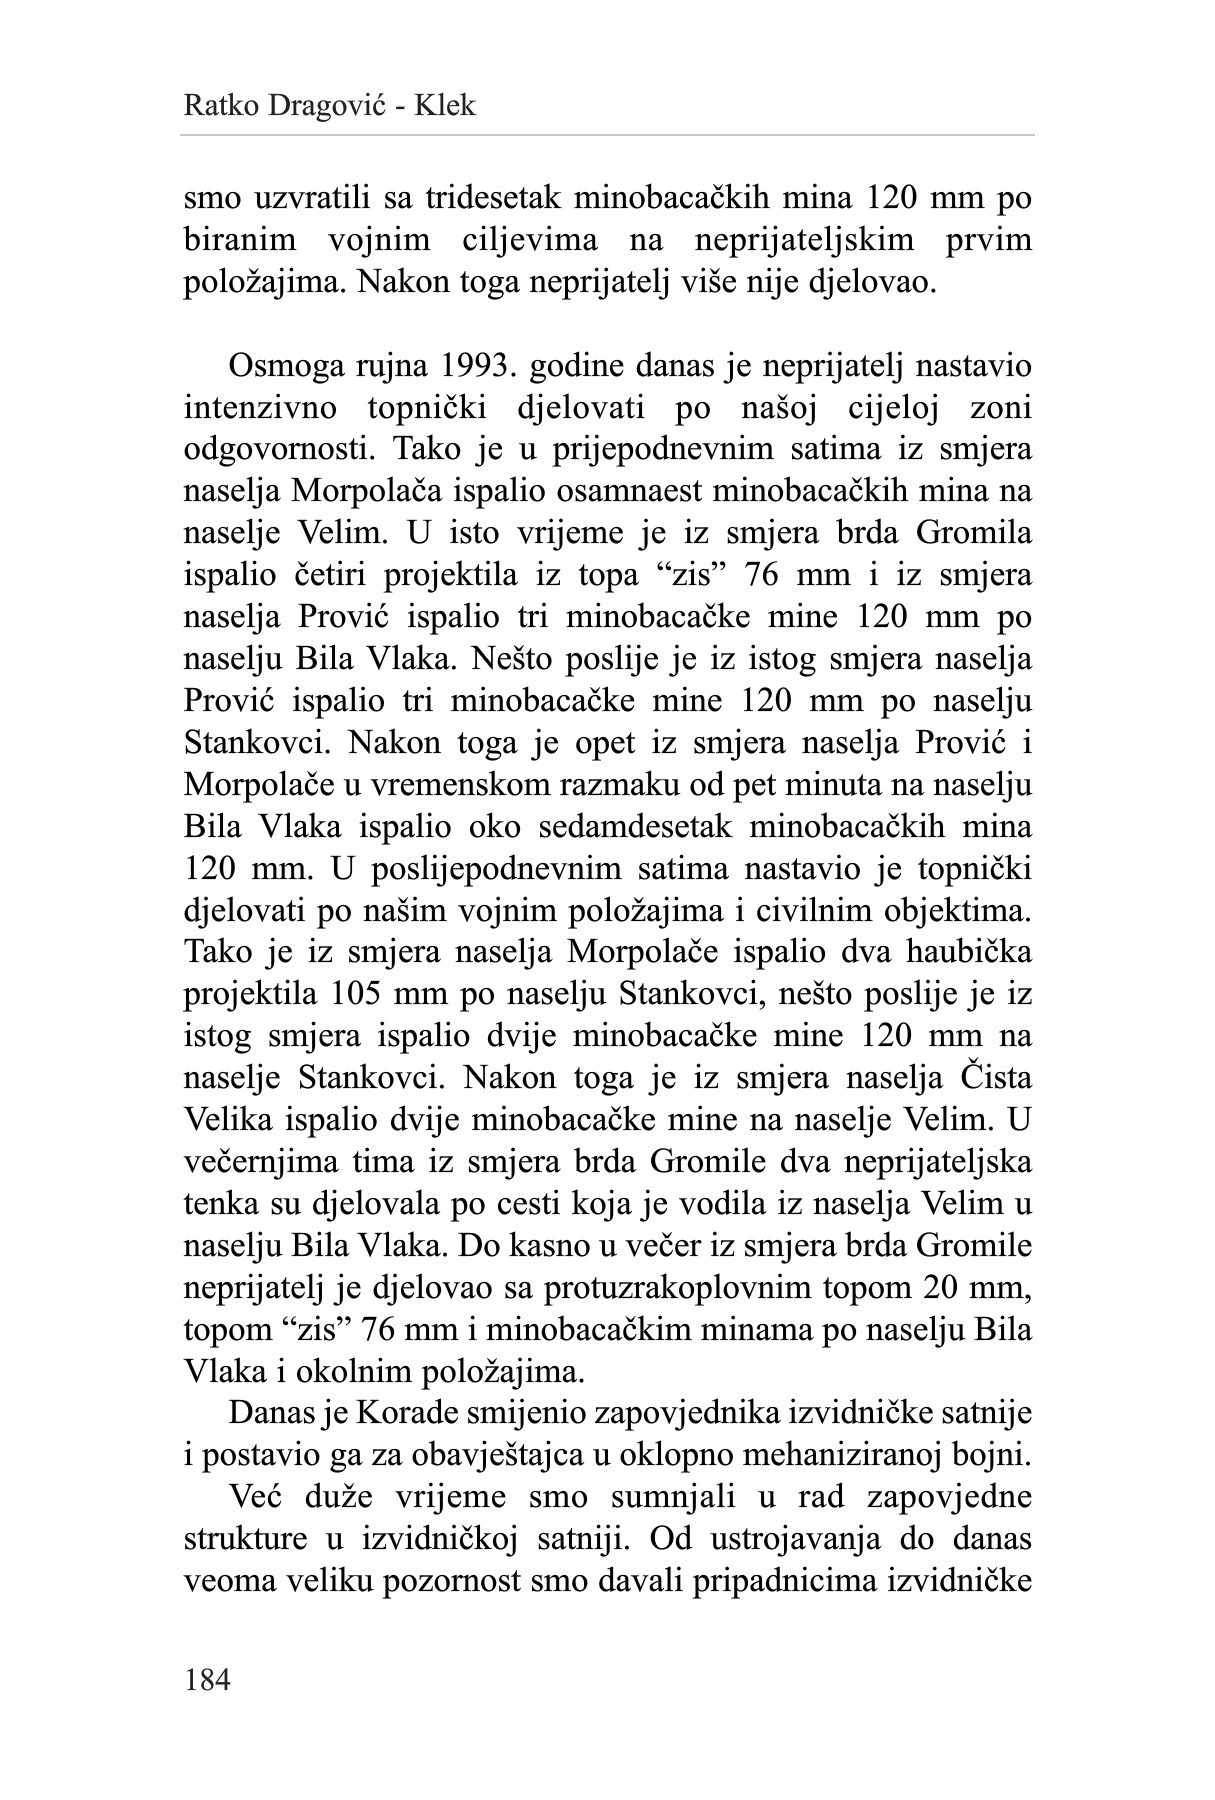 Ratko Dragović - Klek
smo uzvratili sa tridesetak minobacačkih mina 120 mm po
biranim vojnim ciljevima na neprijateljskim prvim
položajima. Nakon toga neprijatelj više nije djelovao.
Osmoga rujna 1993. godine danas je neprijatelj nastavio
intenzivno topnički djelovati po našoj cijeloj zoni
odgovornosti. Tako je u prijepodnevnim satima iz smjera
naselja Morpolača ispalio osamnaest minobacačkih mina na
naselje Velim. U isto vrijeme je iz smjera brda Gromila
ispalio četiri projektila iz topa “zis” 76 mm i iz smjera
naselja Prović ispalio tri minobacačke mine 120 mm po
naselju Bila Vlaka. Nešto poslije je iz istog smjera naselja
Prović ispalio tri minobacačke mine 120 mm po naselju
Stankovci. Nakon toga je opet iz smjera naselja Prović i
Morpolače u vremenskom razmaku od pet minuta na naselju
Bila Vlaka ispalio oko sedamdesetak minobacačkih mina
120 mm. U poslijepodnevnim satima nastavio je topnički
djelovati po našim vojnim položajima i civilnim objektima.
Tako je iz smjera naselja Morpolače ispalio dva haubička
projektila 105 mm po naselju Stankovci, nešto poslije je iz
istog smjera ispalio dvije minobacačke mine 120 mm na
naselje Stankovci. Nakon toga je iz smjera naselja Čista
Velika ispalio dvije minobacačke mine na naselje Velim. U
večernjima tima iz smjera brda Gromile dva neprijateljska
tenka su djelovala po cesti koja je vodila iz naselja Velim u
naselju Bila Vlaka. Do kasno u večer iz smjera brda Gromile
neprijatelj je djelovao sa protuzrakoplovnim topom 20 mm,
topom “zis” 76 mm i minobacačkim minama po naselju Bila
Vlaka i okolnim položajima.
Danas je Korade smijenio zapovjednika izvidničke satnije
i postavio ga za obavještajca u oklopno mehaniziranoj bojni.
Već duže vrijeme smo sumnjali u rad zapovjedne
strukture u izvidničkoj satniji. Od ustrojavanja do danas
veoma veliku pozornost smo davali pripadnicima izvidničke
184